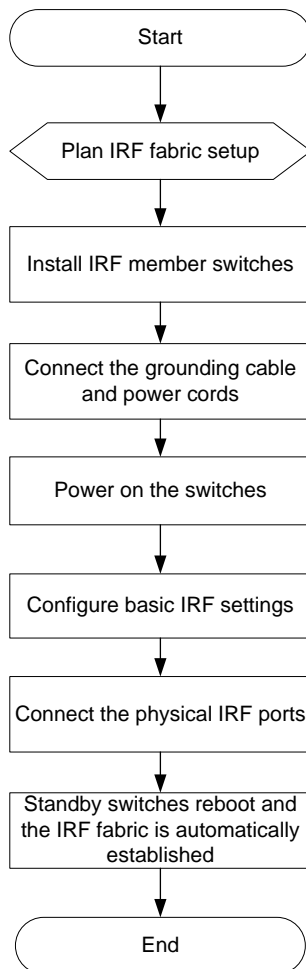 Start
Plan IRF fabric setup
Install IRF member switches
Connect the grounding cable
and power cords
Power on the switches
Configure basic IRF settings
Connect the physical IRF ports
Standby switches reboot and
the IRF fabric is automatically
established
End